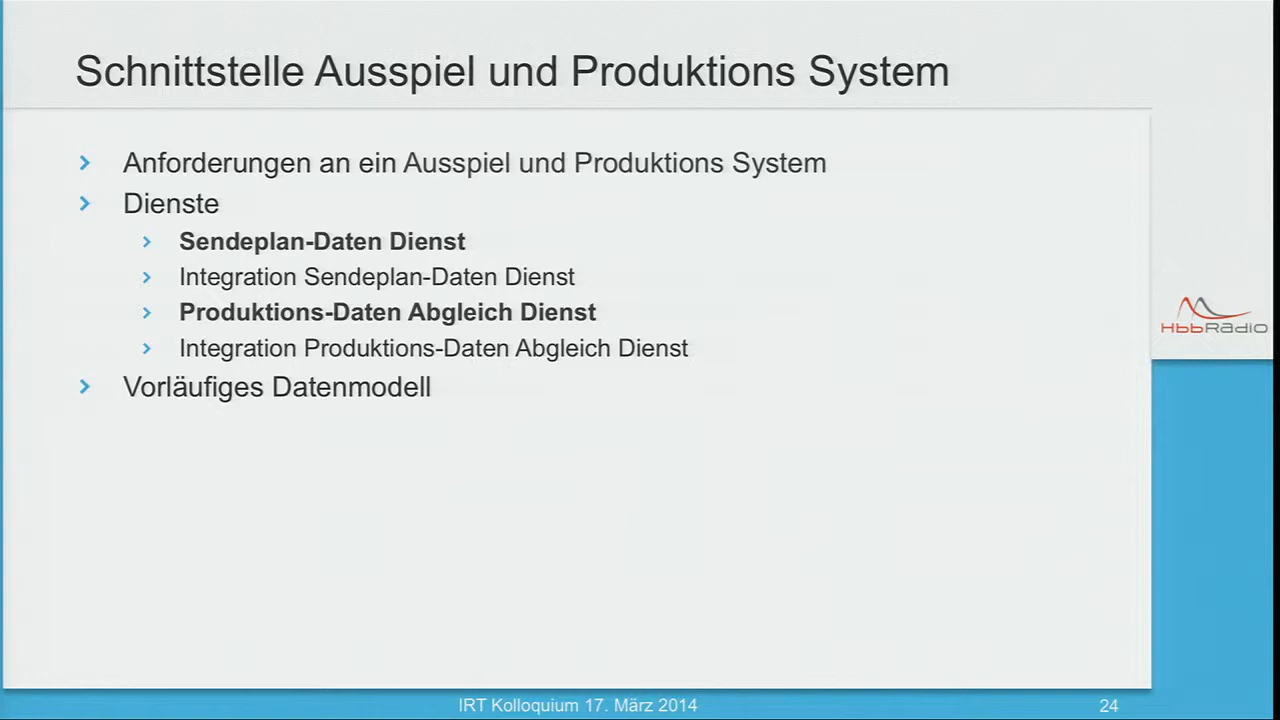 Schnittstelle Ausspiel und Produktions System
Anforderungen an ein Ausspiel und Produktions System
Dienste
Sendeplan-Daten Dienst
Integration Sendeplan-Daten Dienst
Produktions-Daten Abgleich Dienst
Integration Produktions-Daten Abgleich Dienst
Vorläufiges Datenmodell
HbbRadio
IRT Kolloquium 17. März 2014
24